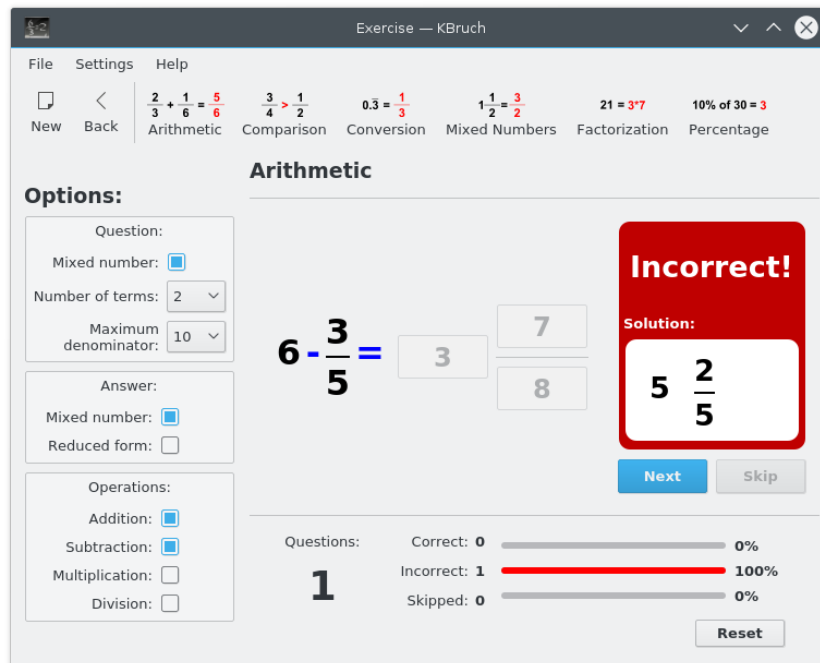 Exercise — KBruch
File Settings Help
New
Back
2/3 + 1/6 = 5/6
Arithmetic
3/4 > 1/2
Comparison
0.3̅ = 1/3
Conversion
1 1/2 = 3/2
Mixed Numbers
21 = 3*7
Factorization
10% of 30 = 3
Percentage
Options:
Question:
Mixed number:
Number of terms: 2
Maximum
denominator: 10
Answer:
Mixed number:
Reduced form:
Operations:
Addition:
Subtraction:
Multiplication:
Division:
Arithmetic
6 - 3/5 = 3 7/8
Incorrect!
Solution:
5 2/5
Next
Skip
Questions:
1
Correct: 0 0%
Incorrect: 1 100%
Skipped: 0 0%
Reset